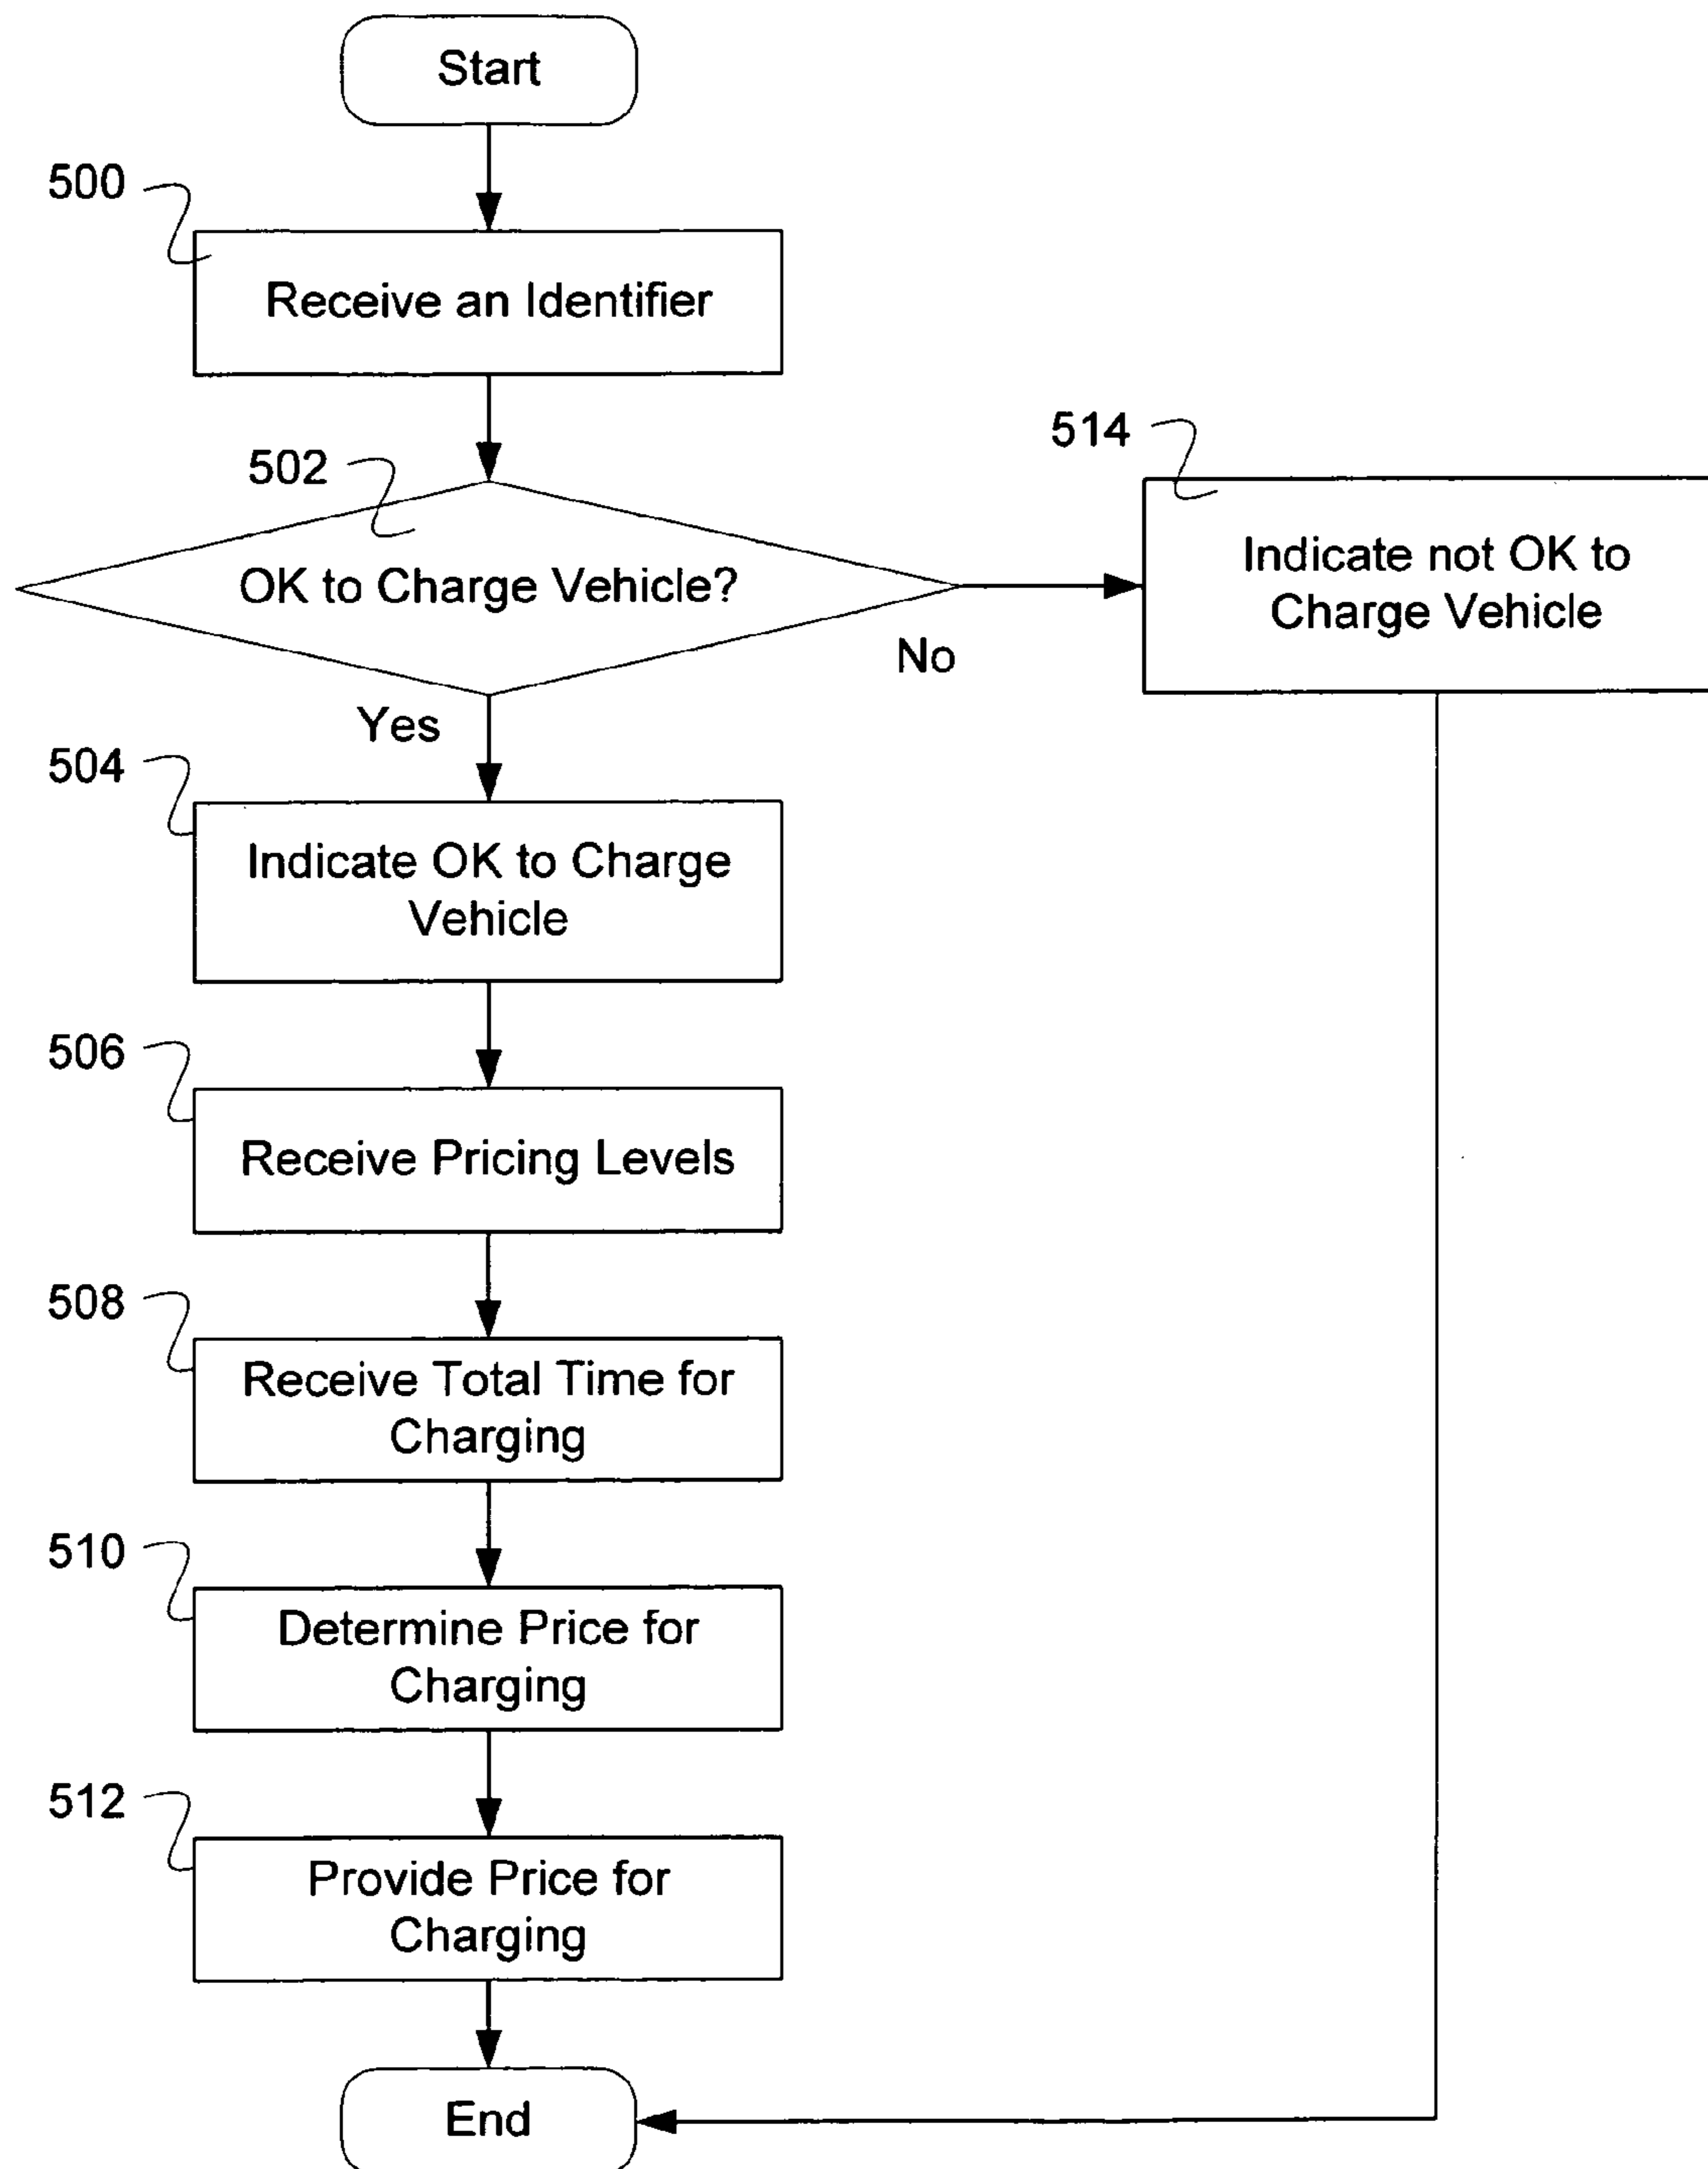 Start
500
Receive an Identifier
502
OK to Charge Vehicle?
514
Indicate not OK to
Charge Vehicle
No
Yes
504
Indicate OK to Charge
Vehicle
506
Receive Pricing Levels
508
Receive Total Time for
Charging
510
Determine Price for
Charging
512
Provide Price for
Charging
End